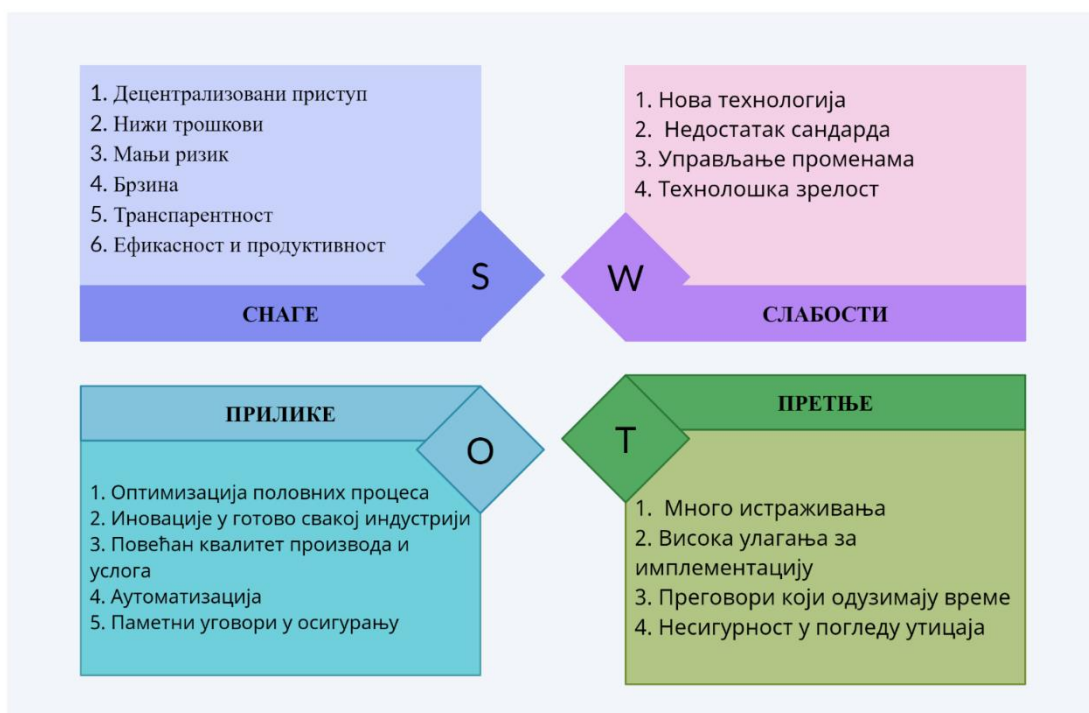 1. Децентрализовани приступ
2. Нижи трошкови
3. Мањи ризик
4. Брзина
5. Транспарентност
6. Ефикасност и продуктивност
S
СНАГЕ
1. Нова технологија
2. Недостатак сандарда
3. Управљање променама
4. Технолошка зрелост
W
СЛАБОСТИ
ПРИЛИКЕ
O
1. Оптимизација половних процеса
2. Иновације у готово свакој индустрији
3. Повећан квалитет производа и
услога
4. Аутоматизација
5. Паметни уговори у осигурању
ПРЕТЊЕ
T
1. Много истраживања
2. Висока улагања за
имплементацију
3. Преговори који одузимају време
4. Несигурност у погледу утицаја